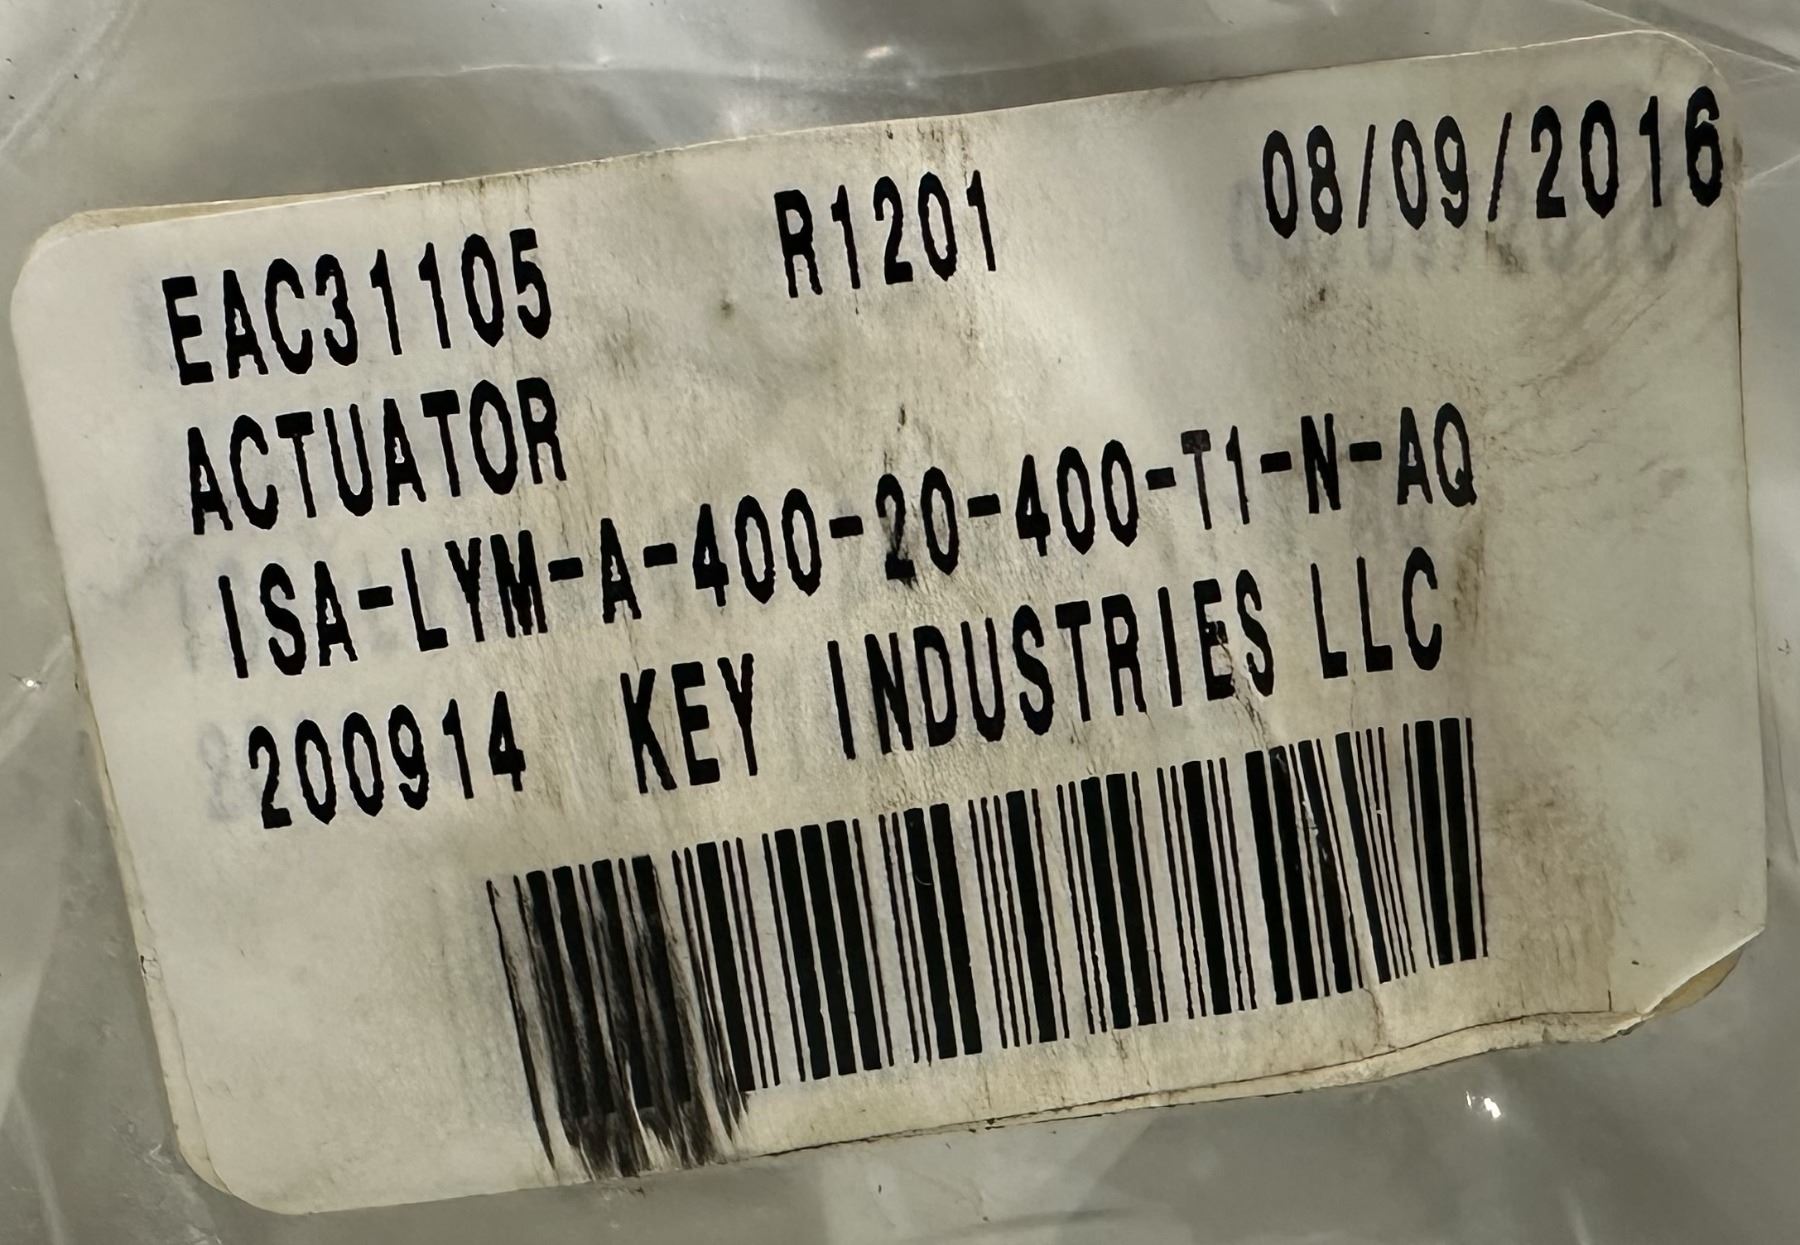 EAC31105 R1201 08/09/2016
ACTUATOR
ISA-LYM-A-400-20-400-T1-N-AQ
200914 KEY INDUSTRIES LLC